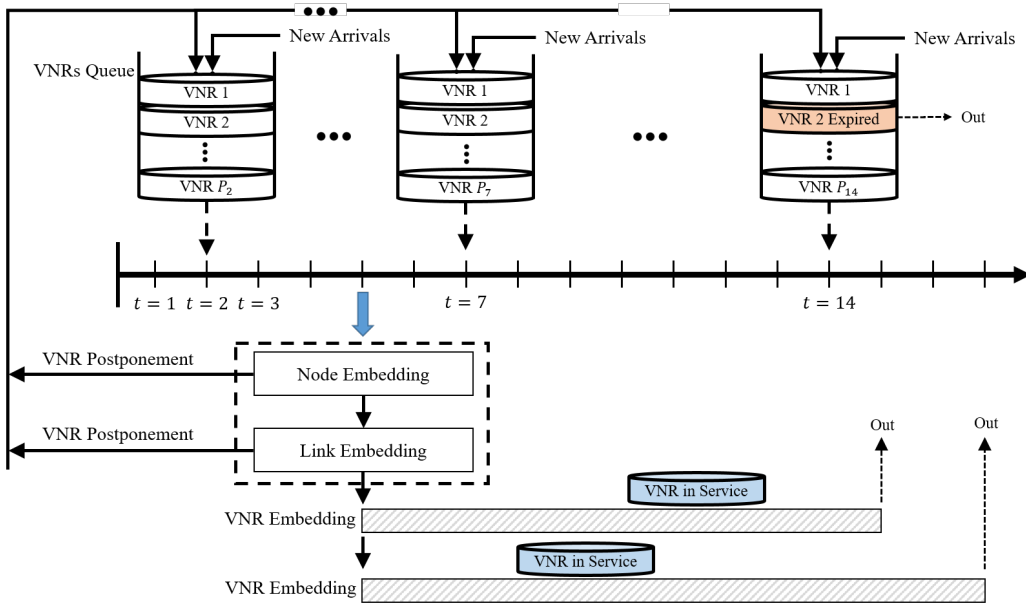 New Arrivals
New Arrivals
New Arrivals
VNRs Queue
VNR 1
VNR 2
VNR P₂
VNR 1
VNR 2
VNR P₇
VNR 1
VNR 2 Expired
Out
VNR P₁₄
t = 1
t = 2
t = 3
t = 7
t = 14
VNR Postponement
Node Embedding
VNR Postponement
Link Embedding
Out
Out
VNR in Service
VNR Embedding
VNR in Service
VNR Embedding